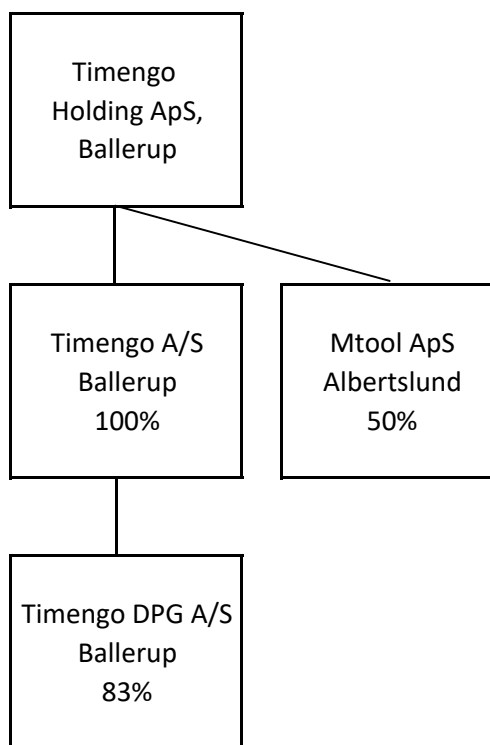 Timengo
Holding ApS,
Ballerup
Timengo A/S
Ballerup
100%
Mtool ApS
Albertslund
50%
Timengo DPG A/S
Ballerup
83%